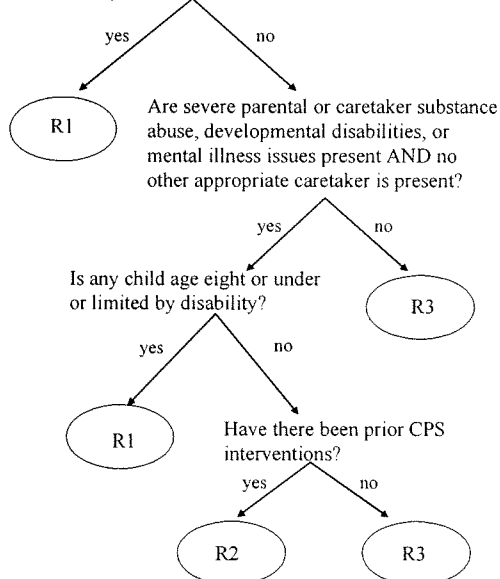 yes
no
R1
Are severe parental or caretaker substance
abuse, developmental disabilities, or
mental illness issues present AND no
other appropriate caretaker is present?
yes
no
Is any child age eight or under
or limited by disability?
R3
yes
no
R1
Have there been prior CPS
interventions?
yes
no
R2
R3